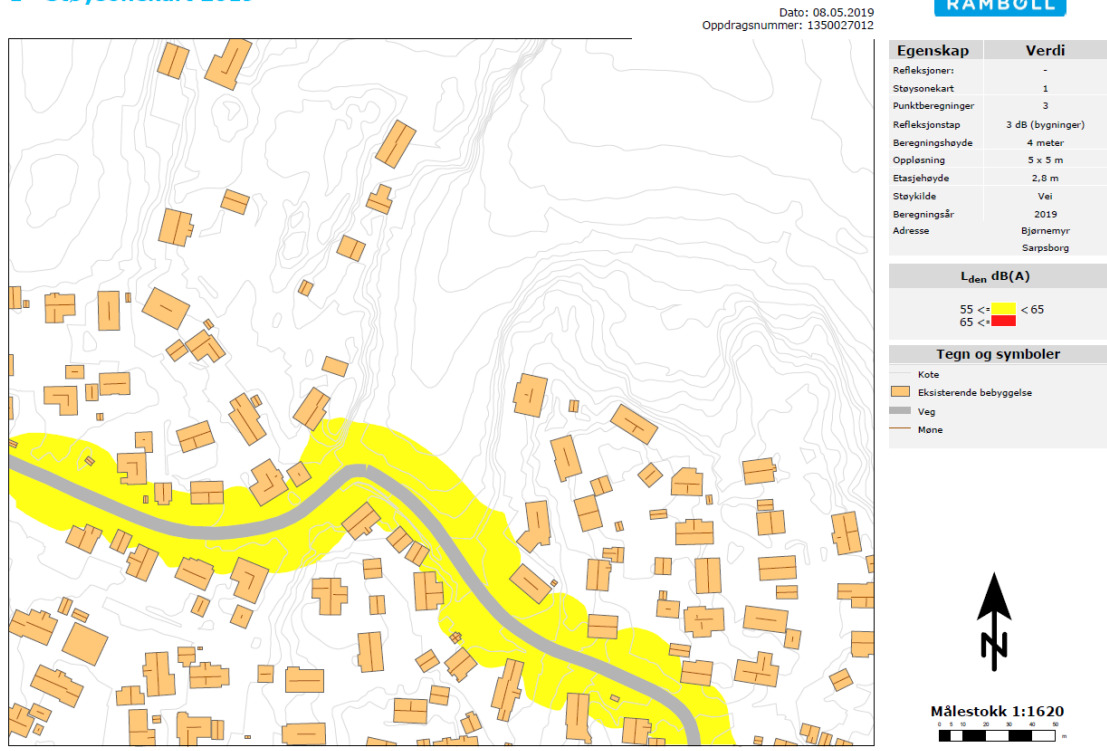 Dato: 08.05.2019
Oppdragsnummer: 1350027012
RAMBOLL
Egenskap Verdi
Refleksjoner: -
Støysonekart 1
Punktberegninger 3
Refleksjonstap 3 dB (bygninger)
Beregningshøyde 4 meter
Oppløsning 5 x 5 m
Etasjehøyde 2,8 m
Støykilde Vei
Beregningsår 2019
Adresse Bjørnemyr
Sarpsborg
Lden dB(A)
55 <= < 65
65 <=
Tegn og symboler
Kote
Eksisterende bebyggelse
Veg
Møne
N
Målestokk 1:1620
0 5 10 20 30 40 50 m